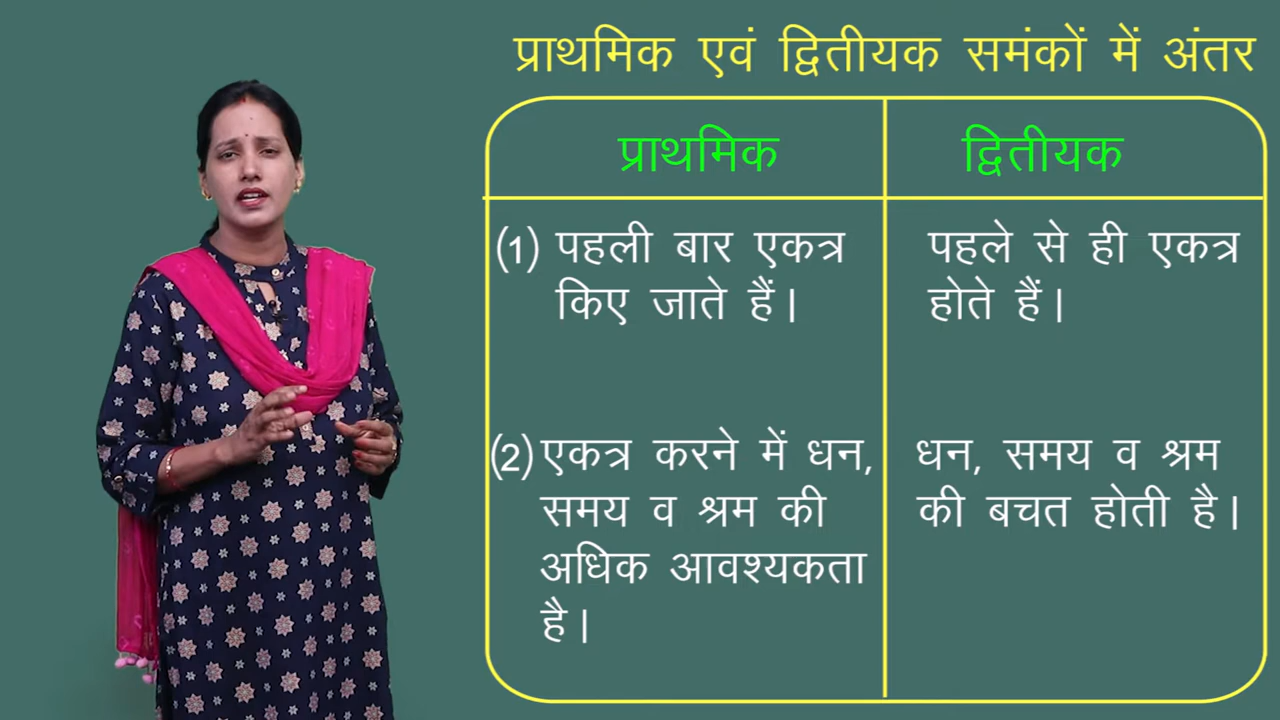 प्राथमिक एवं द्वितीयक समंकों में अंतर
प्राथमिक
द्वितीयक
(1) पहली बार एकत्र
किए जाते हैं।
पहले से ही एकत्र
होते हैं।
(2) एकत्र करने में धन,
समय व श्रम की
अधिक आवश्यकता
है।
धन, समय व श्रम
की बचत होती है।